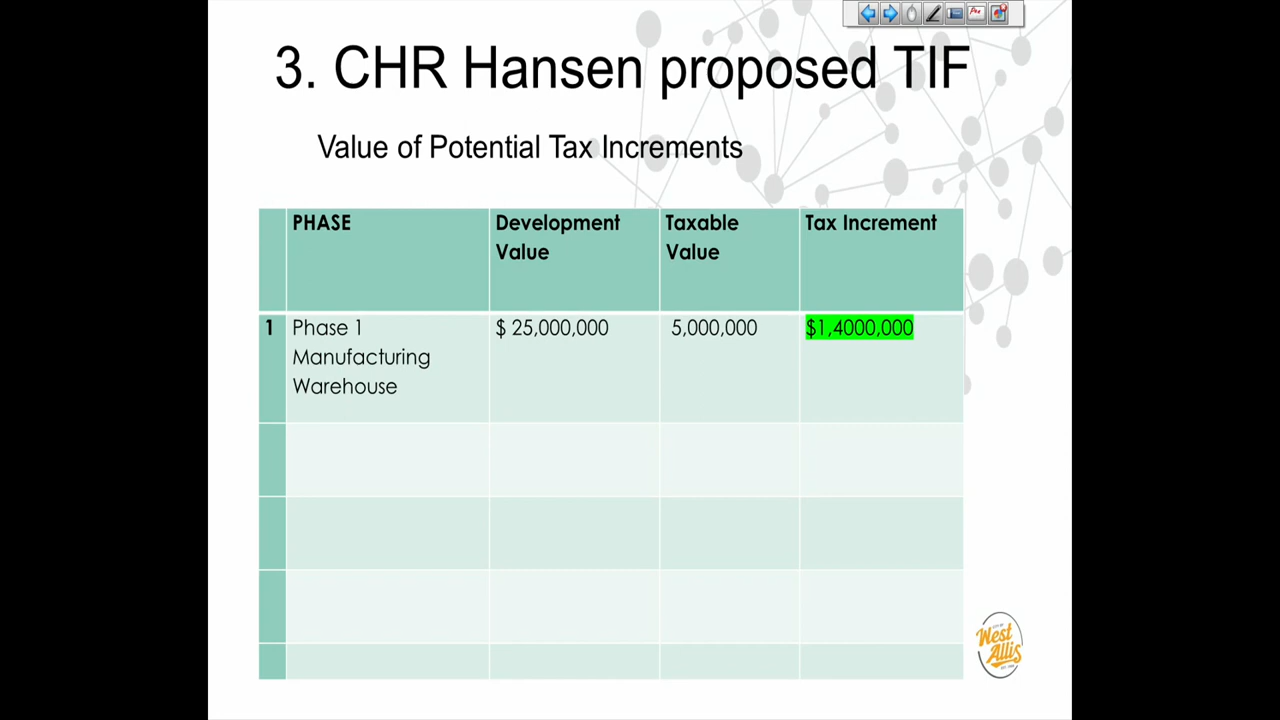 3. CHR Hansen proposed TIF
Value of Potential Tax Increments
PHASE Development Value Taxable Value Tax Increment
1 Phase 1 Manufacturing Warehouse $ 25,000,000 5,000,000 $1,4000,000
West
Allis